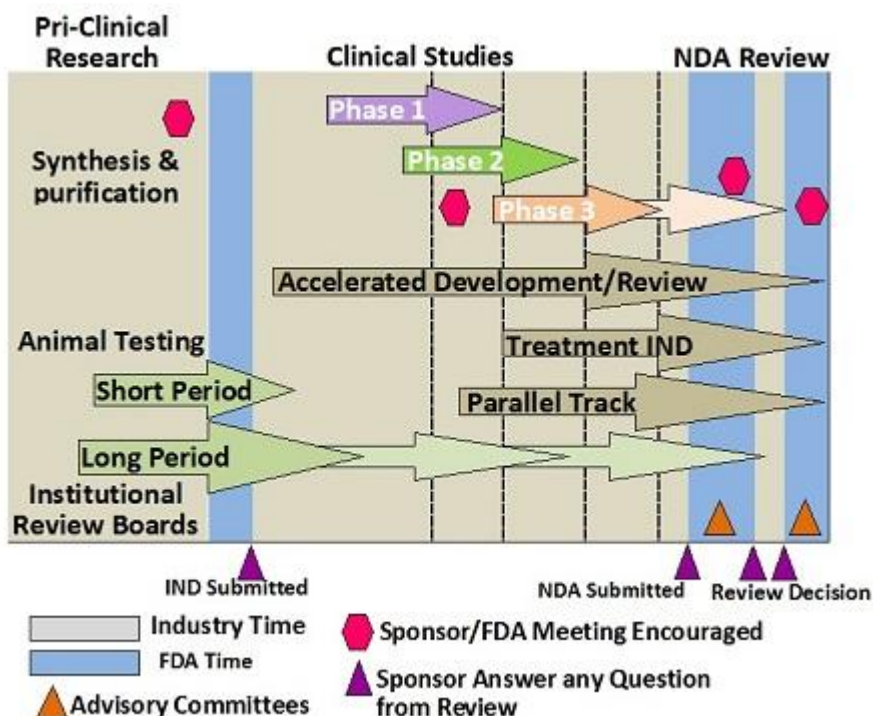 Pri-Clinical
Research
Clinical Studies
NDA Review
Phase 1
Synthesis &
purification
Phase 2
Phase 3
Accelerated Development/Review
Animal Testing
Treatment IND
Short Period
Parallel Track
Long Period
Institutional
Review Boards
IND Submitted
NDA Submitted
Review Decision
Industry Time
Sponsor/FDA Meeting Encouraged
FDA Time
Advisory Committees
Sponsor Answer any Question
from Review